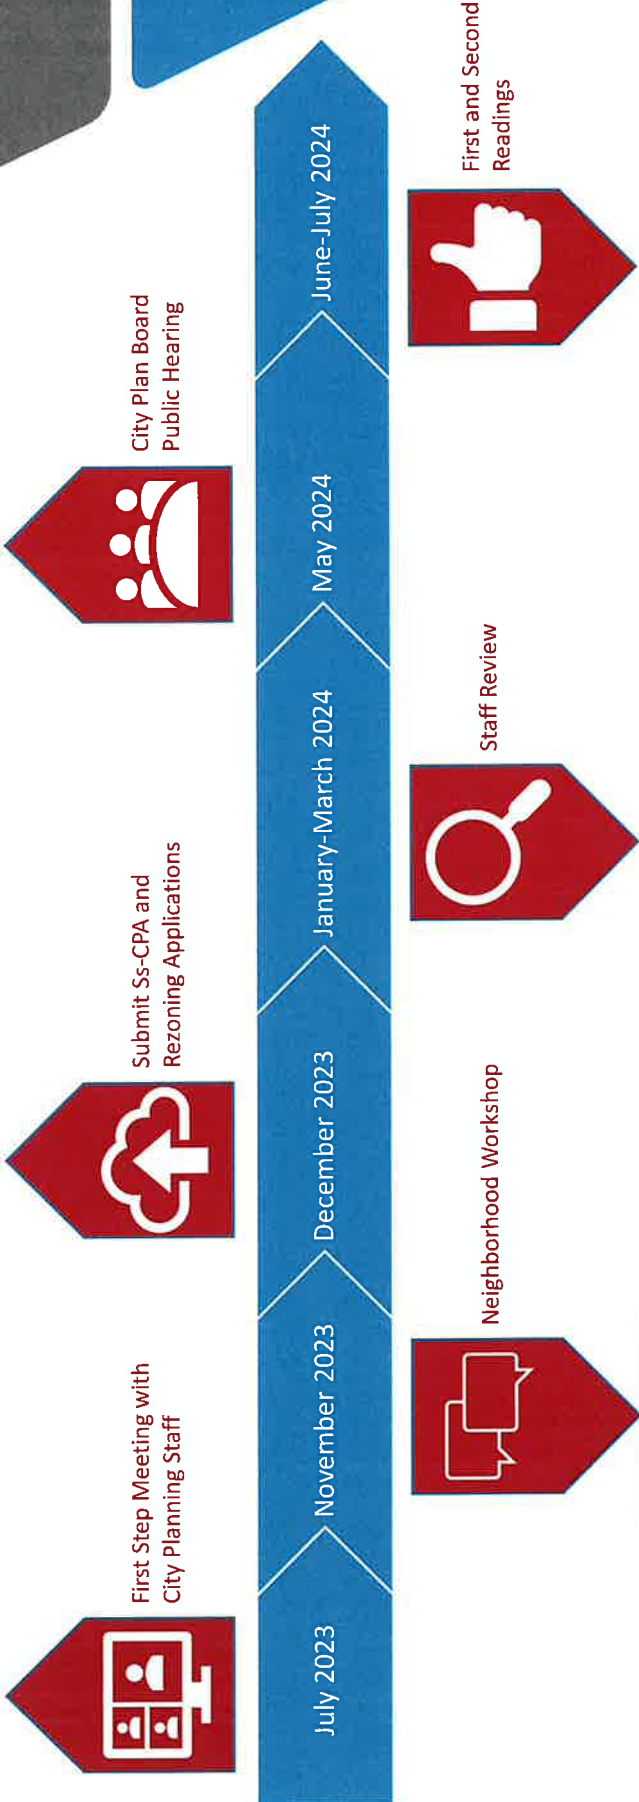 First Step Meeting with
City Planning Staff
Submit Ss-CPA and
Rezoning Applications
City Plan Board
Public Hearing
July 2023
November 2023
December 2023
January-March 2024
May 2024
June-July 2024
Neighborhood Workshop
Staff Review
First and Second
Readings